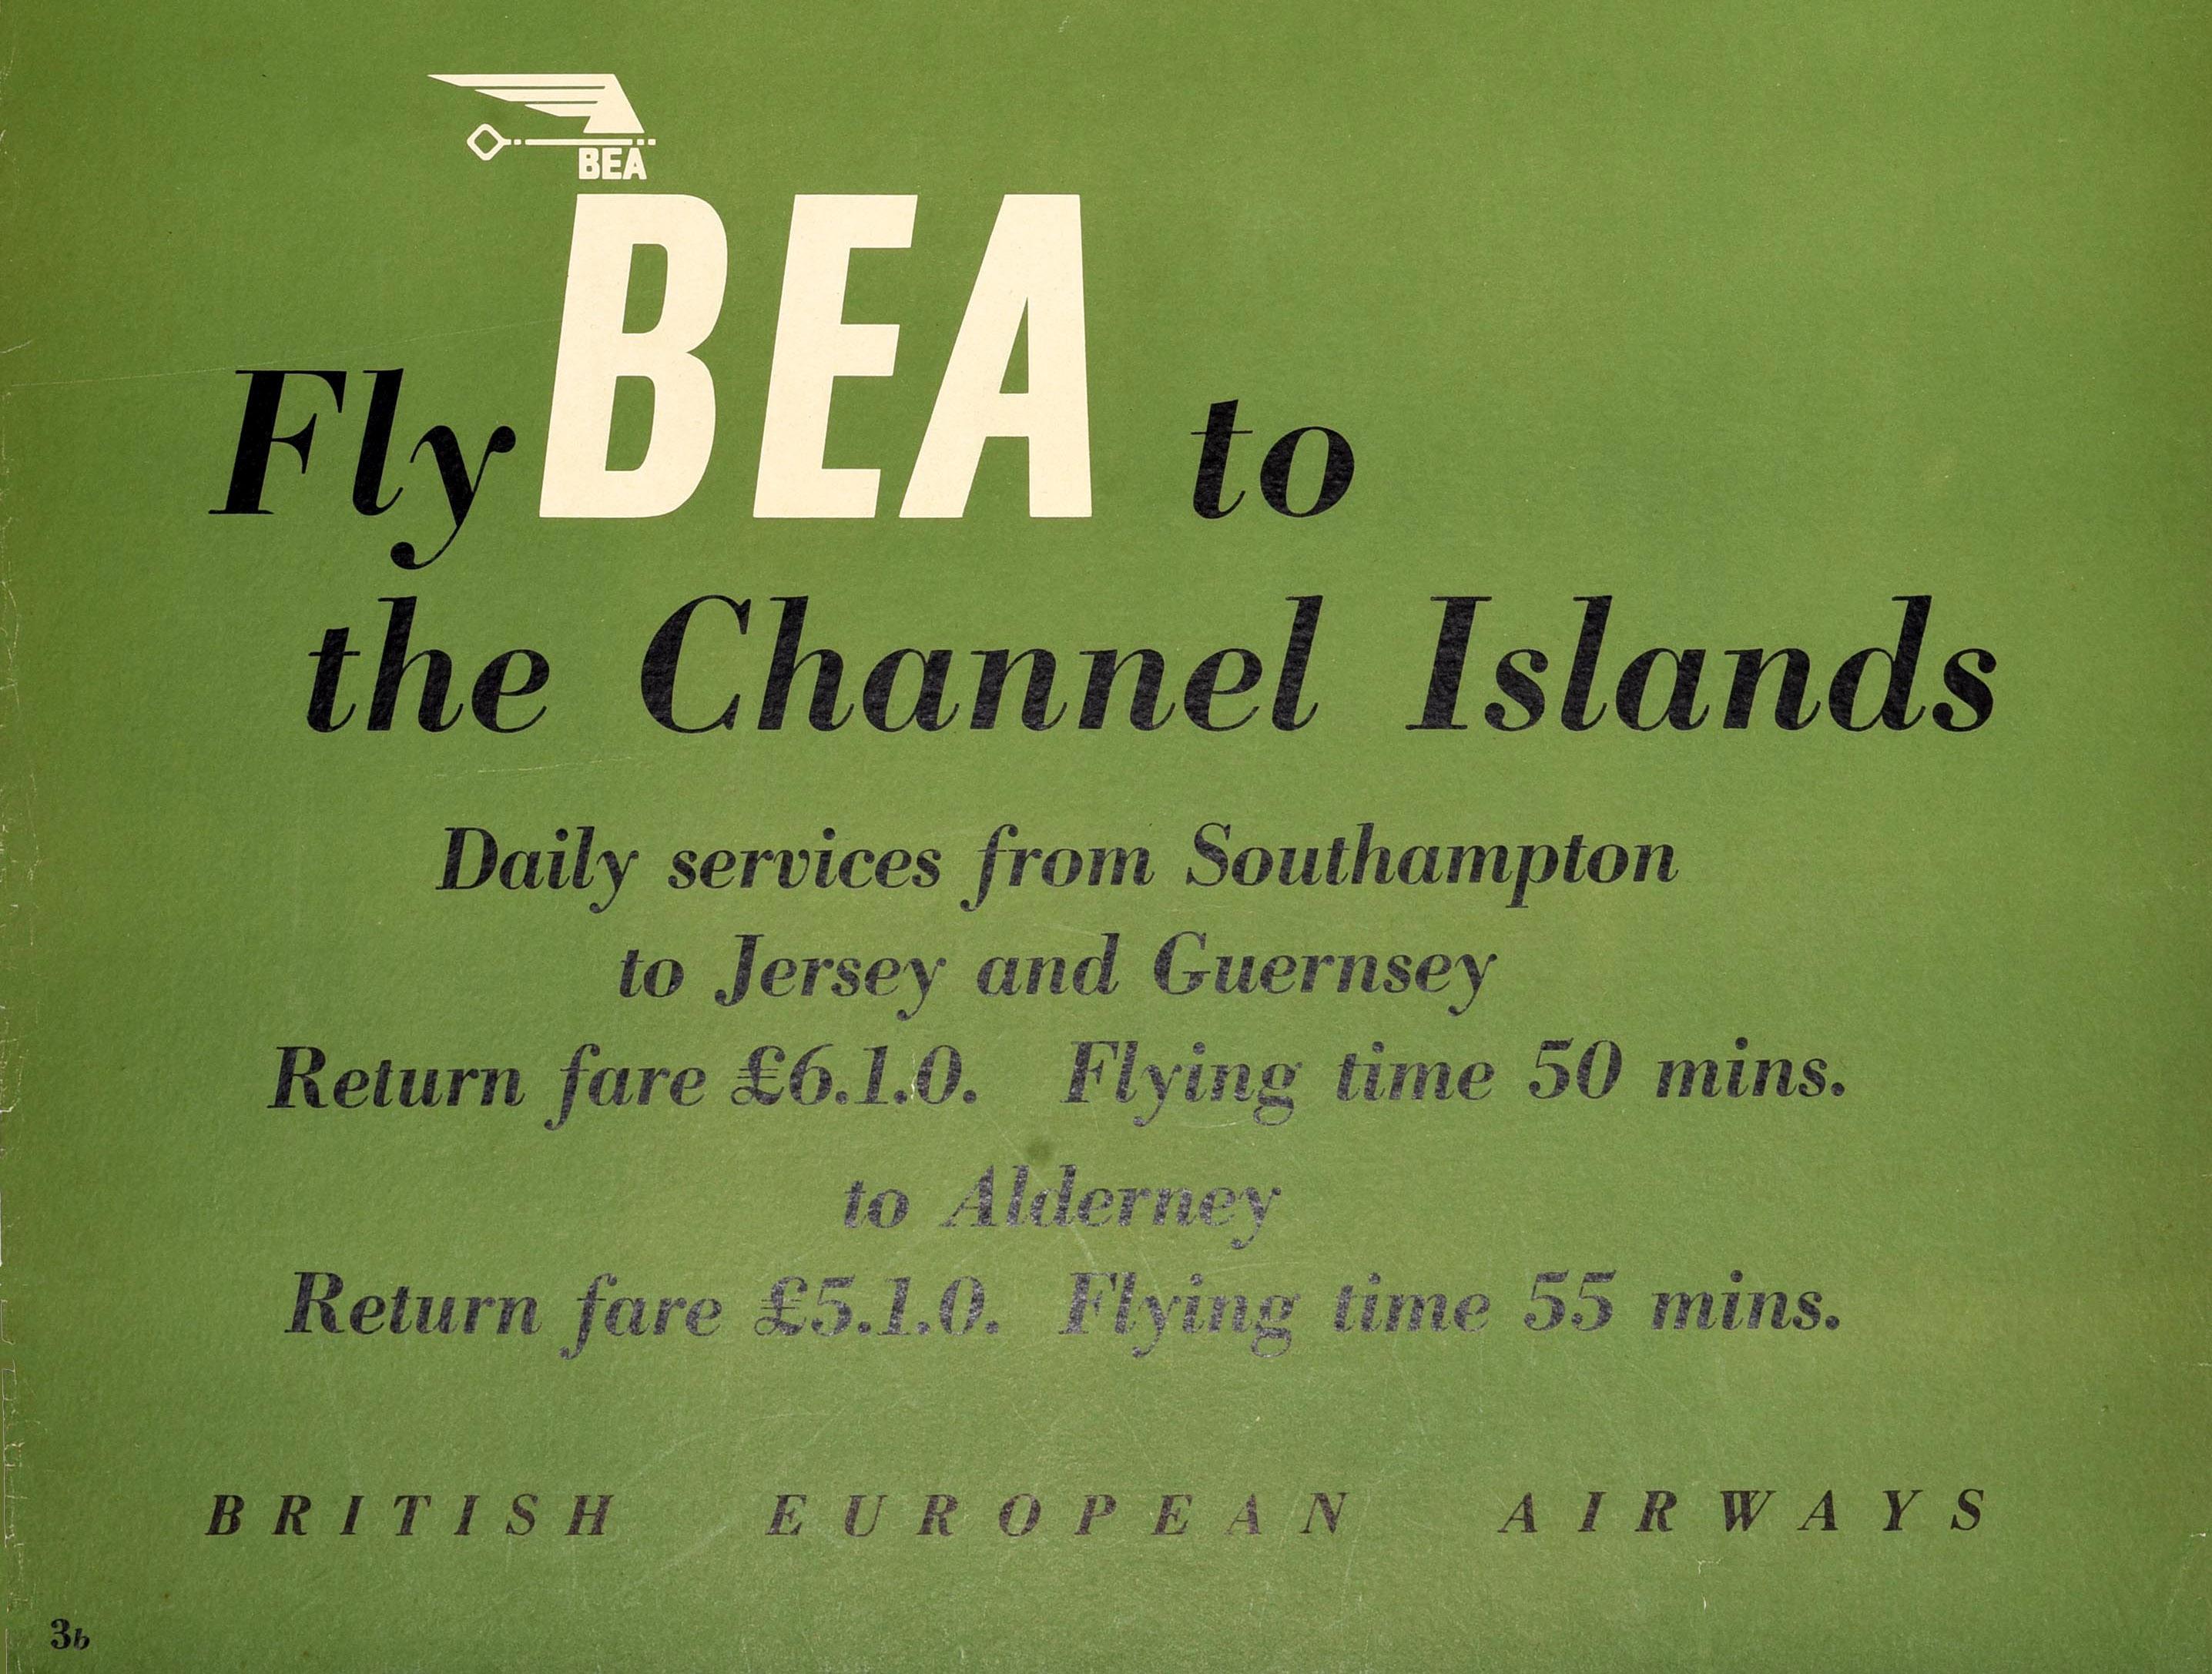 BEA
Fly BEA to
the Channel Islands
Daily services from Southampton
to Jersey and Guernsey
Return fare £6.1.0. Flying time 50 mins.
to Alderney
Return fare £5.1.0. Flying time 55 mins.
BRITISH EUROPEAN AIRWAYS
3b